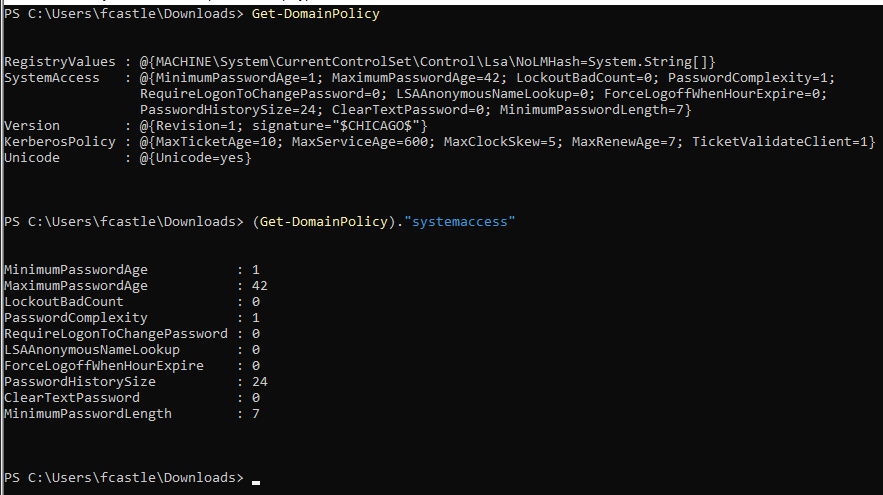 PS C:\Users\fcastle\Downloads> Get-DomainPolicy
RegistryValues : @{MACHINE\System\CurrentControlSet\Control\Lsa\NoLMHash=System.String[]}
SystemAccess   : @{MinimumPasswordAge=1; MaximumPasswordAge=42; LockoutBadCount=0; PasswordComplexity=1;
                 RequireLogonToChangePassword=0; LSAAnonymousNameLookup=0; ForceLogoffWhenHourExpire=0;
                 PasswordHistorySize=24; ClearTextPassword=0; MinimumPasswordLength=7}
Version        : @{Revision=1; signature="$CHICAGO$"}
KerberosPolicy : @{MaxTicketAge=10; MaxServiceAge=600; MaxClockSkew=5; MaxRenewAge=7; TicketValidateClient=1}
Unicode        : @{Unicode=yes}
PS C:\Users\fcastle\Downloads> (Get-DomainPolicy)."systemaccess"
MinimumPasswordAge           : 1
MaximumPasswordAge           : 42
LockoutBadCount              : 0
PasswordComplexity           : 1
RequireLogonToChangePassword : 0
LSAAnonymousNameLookup       : 0
ForceLogoffWhenHourExpire    : 0
PasswordHistorySize          : 24
ClearTextPassword            : 0
MinimumPasswordLength        : 7
PS C:\Users\fcastle\Downloads>